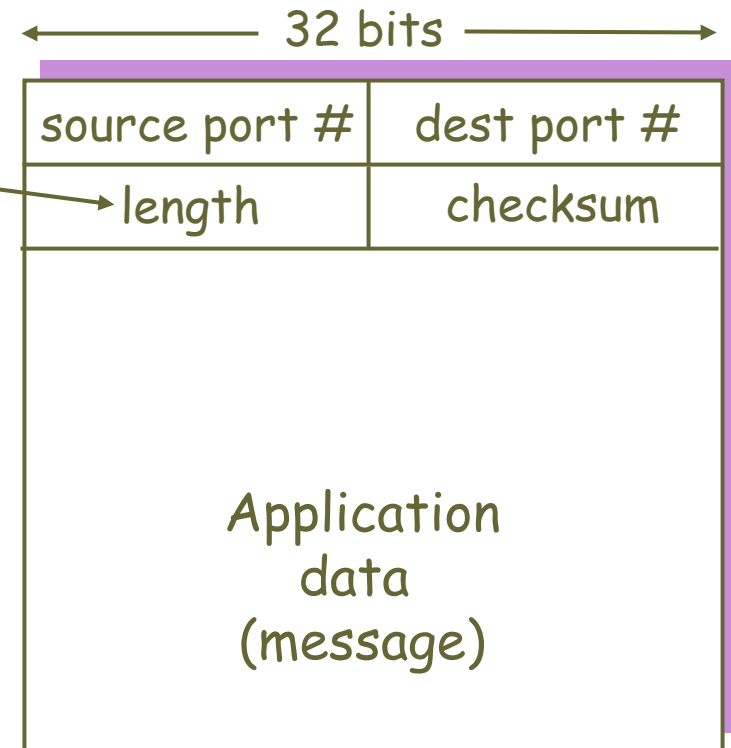 32 bits
source port # dest port #
length checksum
Application
data
(message)